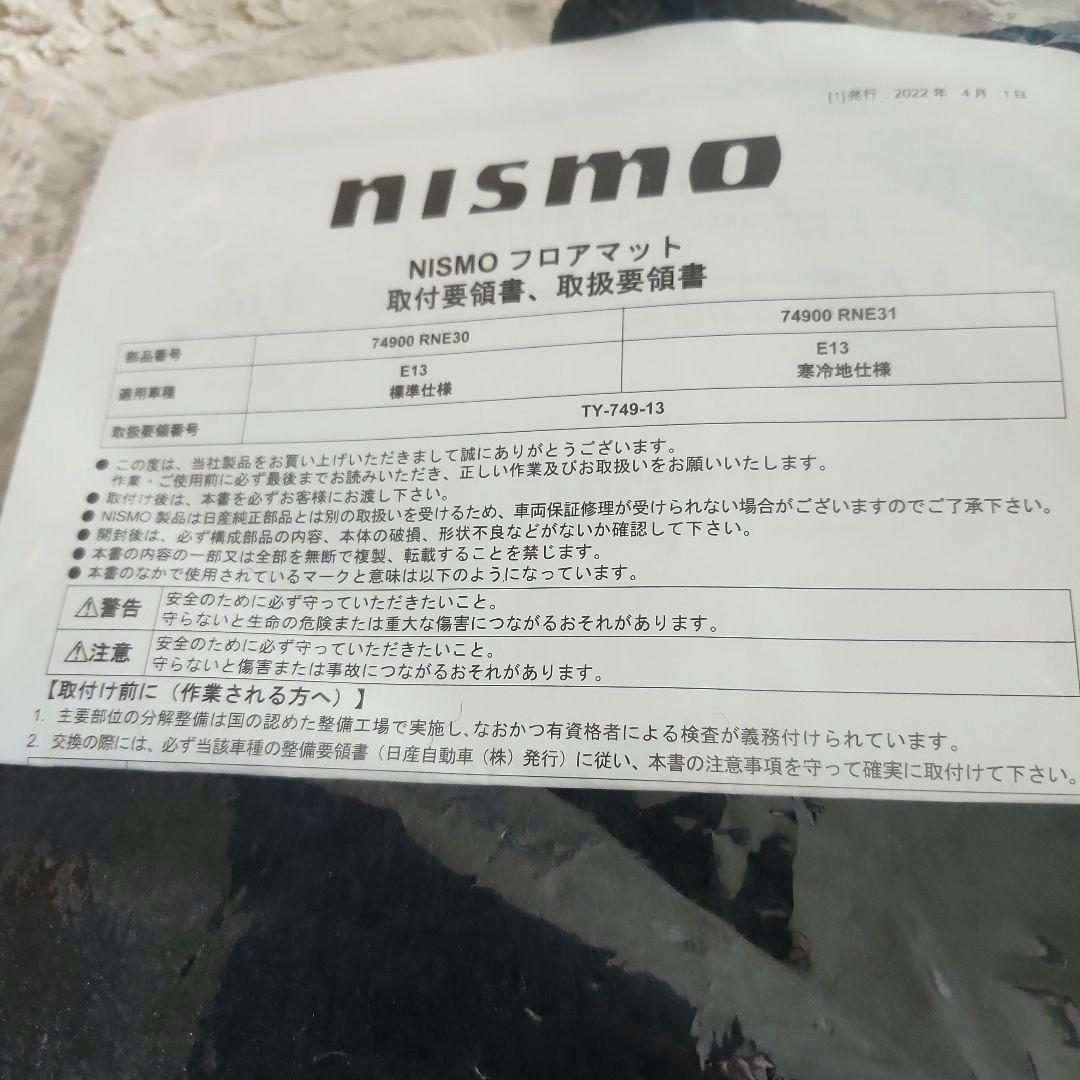 [1]発行 2022年 4月 1日
nismo
NISMO フロアマット
取付要領書、取扱要領書
部品番号 74900 RNE30 74900 RNE31
適用車種 E13 標準仕様 E13 寒冷地仕様
取扱要領番号 TY-749-13
● この度は、当社製品をお買い上げいただきまして誠にありがとうございます。
作業・ご使用前に必ず最後までお読みいただき、正しい作業及びお取扱いをお願いいたします。
● 取付け後は、本書を必ずお客様にお渡し下さい。
● NISMO 製品は日産純正部品とは別の取扱いを受けるため、車両保証修理が受けられない場合がございますのでご了承下さい。
● 開封後は、必ず構成部品の内容、本体の破損、形状不良などがないか確認して下さい。
● 本書の内容の一部又は全部を無断で複製、転載することを禁じます。
● 本書のなかで使用されているマークと意味は以下のようになっています。
⚠警告 安全のために必ず守っていただきたいこと。
守らないと生命の危険または重大な傷害につながるおそれがあります。
⚠注意 安全のために必ず守っていただきたいこと。
守らないと傷害または事故につながるおそれがあります。
【取付け前に（作業される方へ）】
1. 主要部位の分解整備は国の認めた整備工場で実施し、なおかつ有資格者による検査が義務付けられています。
2. 交換の際には、必ず当該車種の整備要領書（日産自動車（株）発行）に従い、本書の注意事項を守って確実に取付けて下さい。